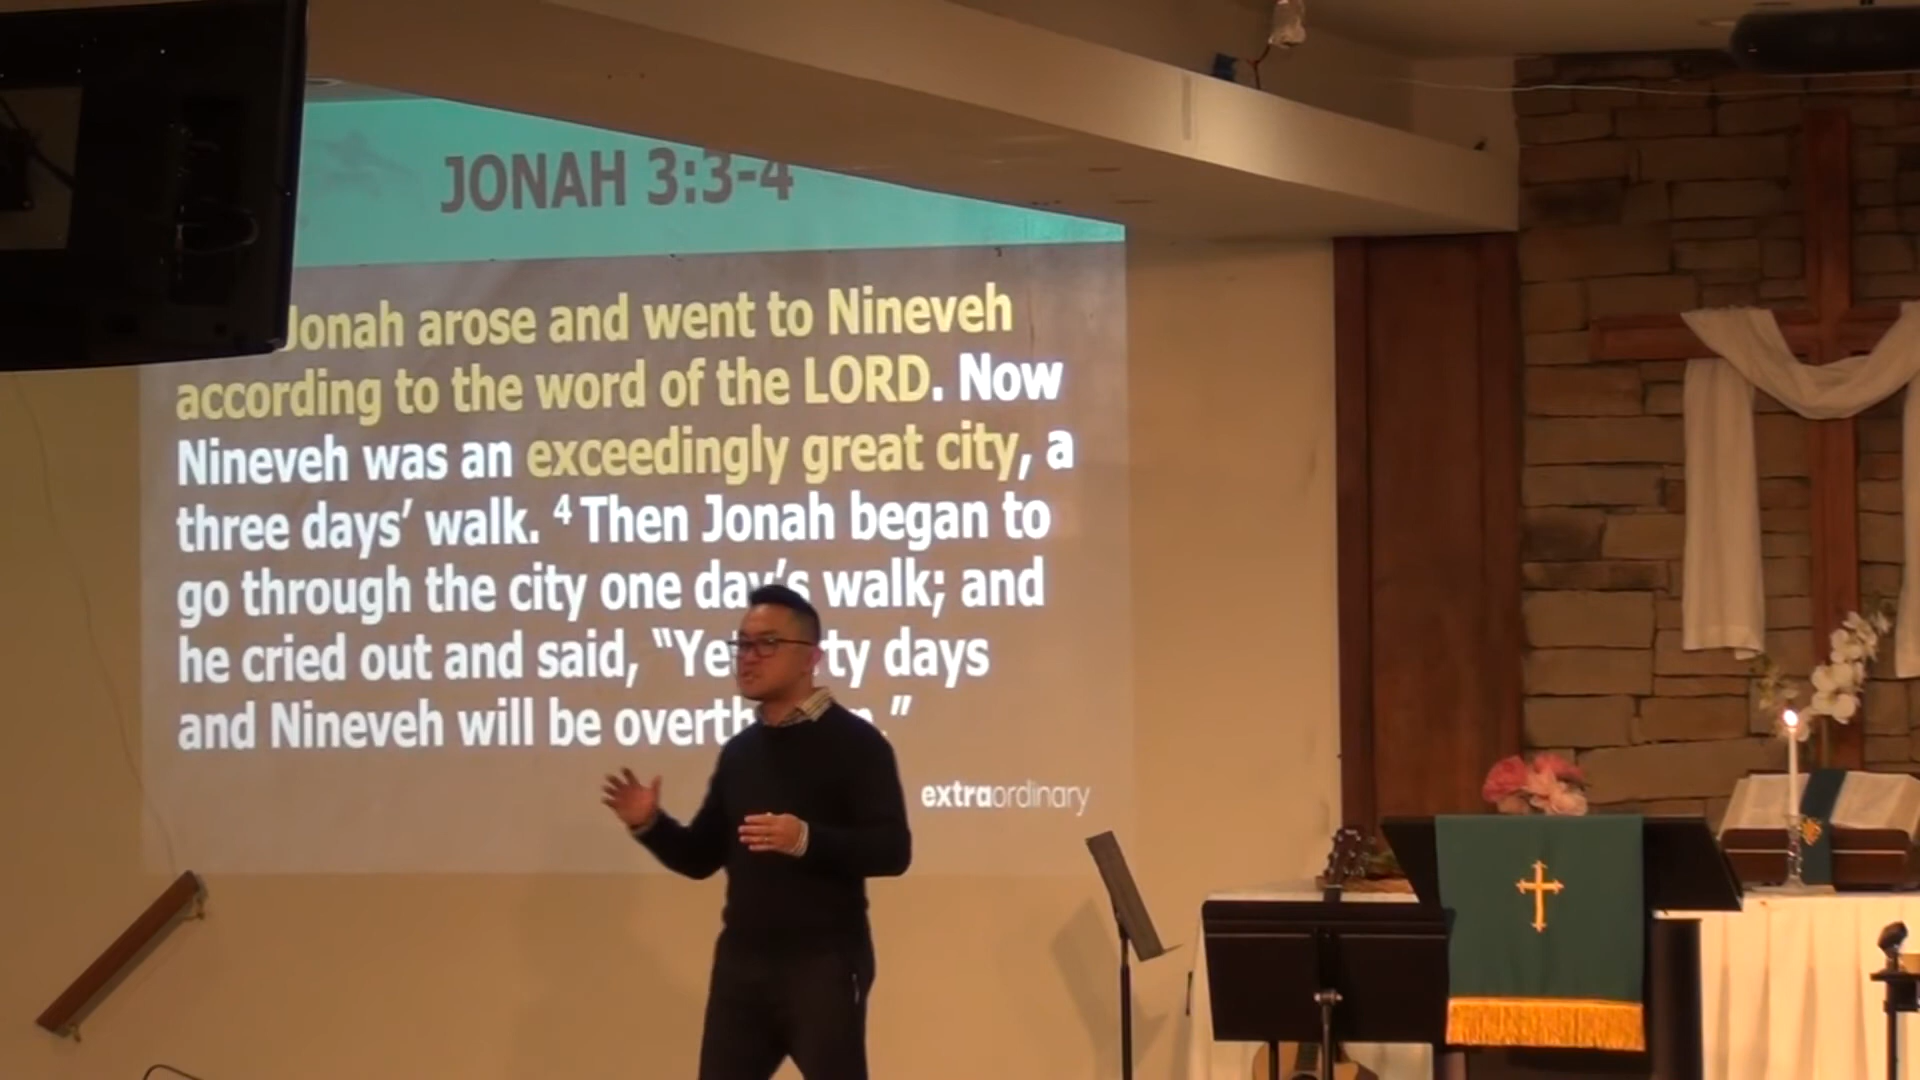 JONAH 3:3-4
Jonah arose and went to Nineveh
according to the word of the LORD. Now
Nineveh was an exceedingly great city, a
three days’ walk. 4 Then Jonah began to
go through the city one day’s walk; and
he cried out and said, “Yet days
and Nineveh will be ”
extraordinary